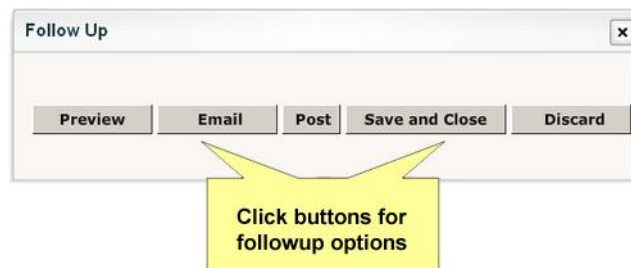 Follow Up
x
Preview Email Post Save and Close Discard
Click buttons for
followup options